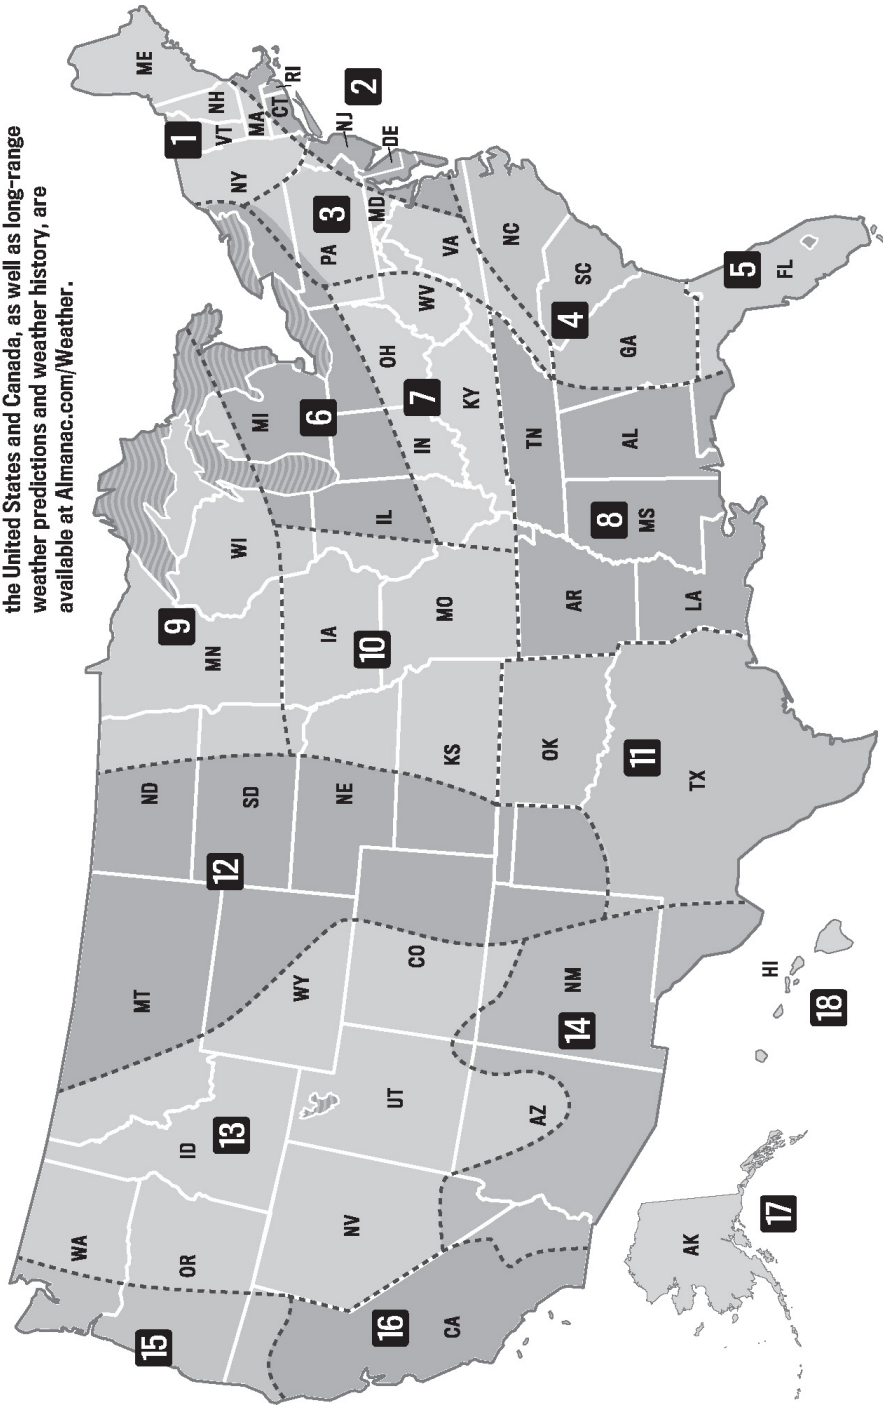 the United States and Canada, as well as long-range
weather predictions and weather history, are
available at Almanac.com/Weather.
ME
NH
VT
MA
CT
RI
NY
NJ
DE
1
2
3
PA
MD
VA
WV
NC
SC
4
GA
5
FL
OH
7
KY
IN
6
MI
IL
TN
AL
8
MS
AR
LA
WI
9
MN
IA
10
MO
ND
SD
NE
KS
OK
11
TX
12
MT
WY
CO
NM
14
ID
13
UT
AZ
WA
OR
NV
15
16
CA
AK
17
HI
18